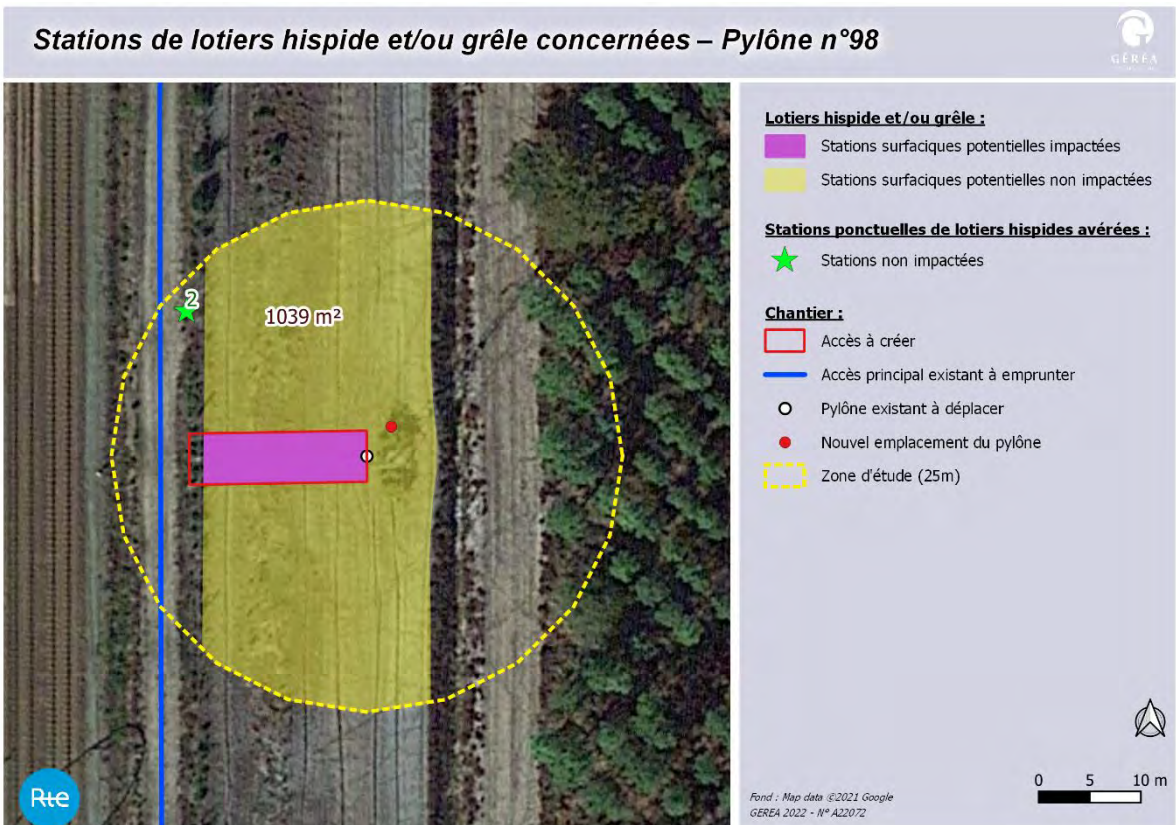 Stations de lotiers hispide et/ou grêle concernées – Pylône n°98
GEREA
2
1039 m²
Rte
Lotiers hispide et/ou grêle :
Stations surfaciques potentielles impactées
Stations surfaciques potentielles non impactées
Stations ponctuelles de lotiers hispides avérées :
Stations non impactées
Chantier :
Accès à créer
Accès principal existant à emprunter
Pylône existant à déplacer
Nouvel emplacement du pylône
Zone d'étude (25m)
0 5 10 m
Fond : Map data ©2021 Google
GEREA 2022 - N° A22072